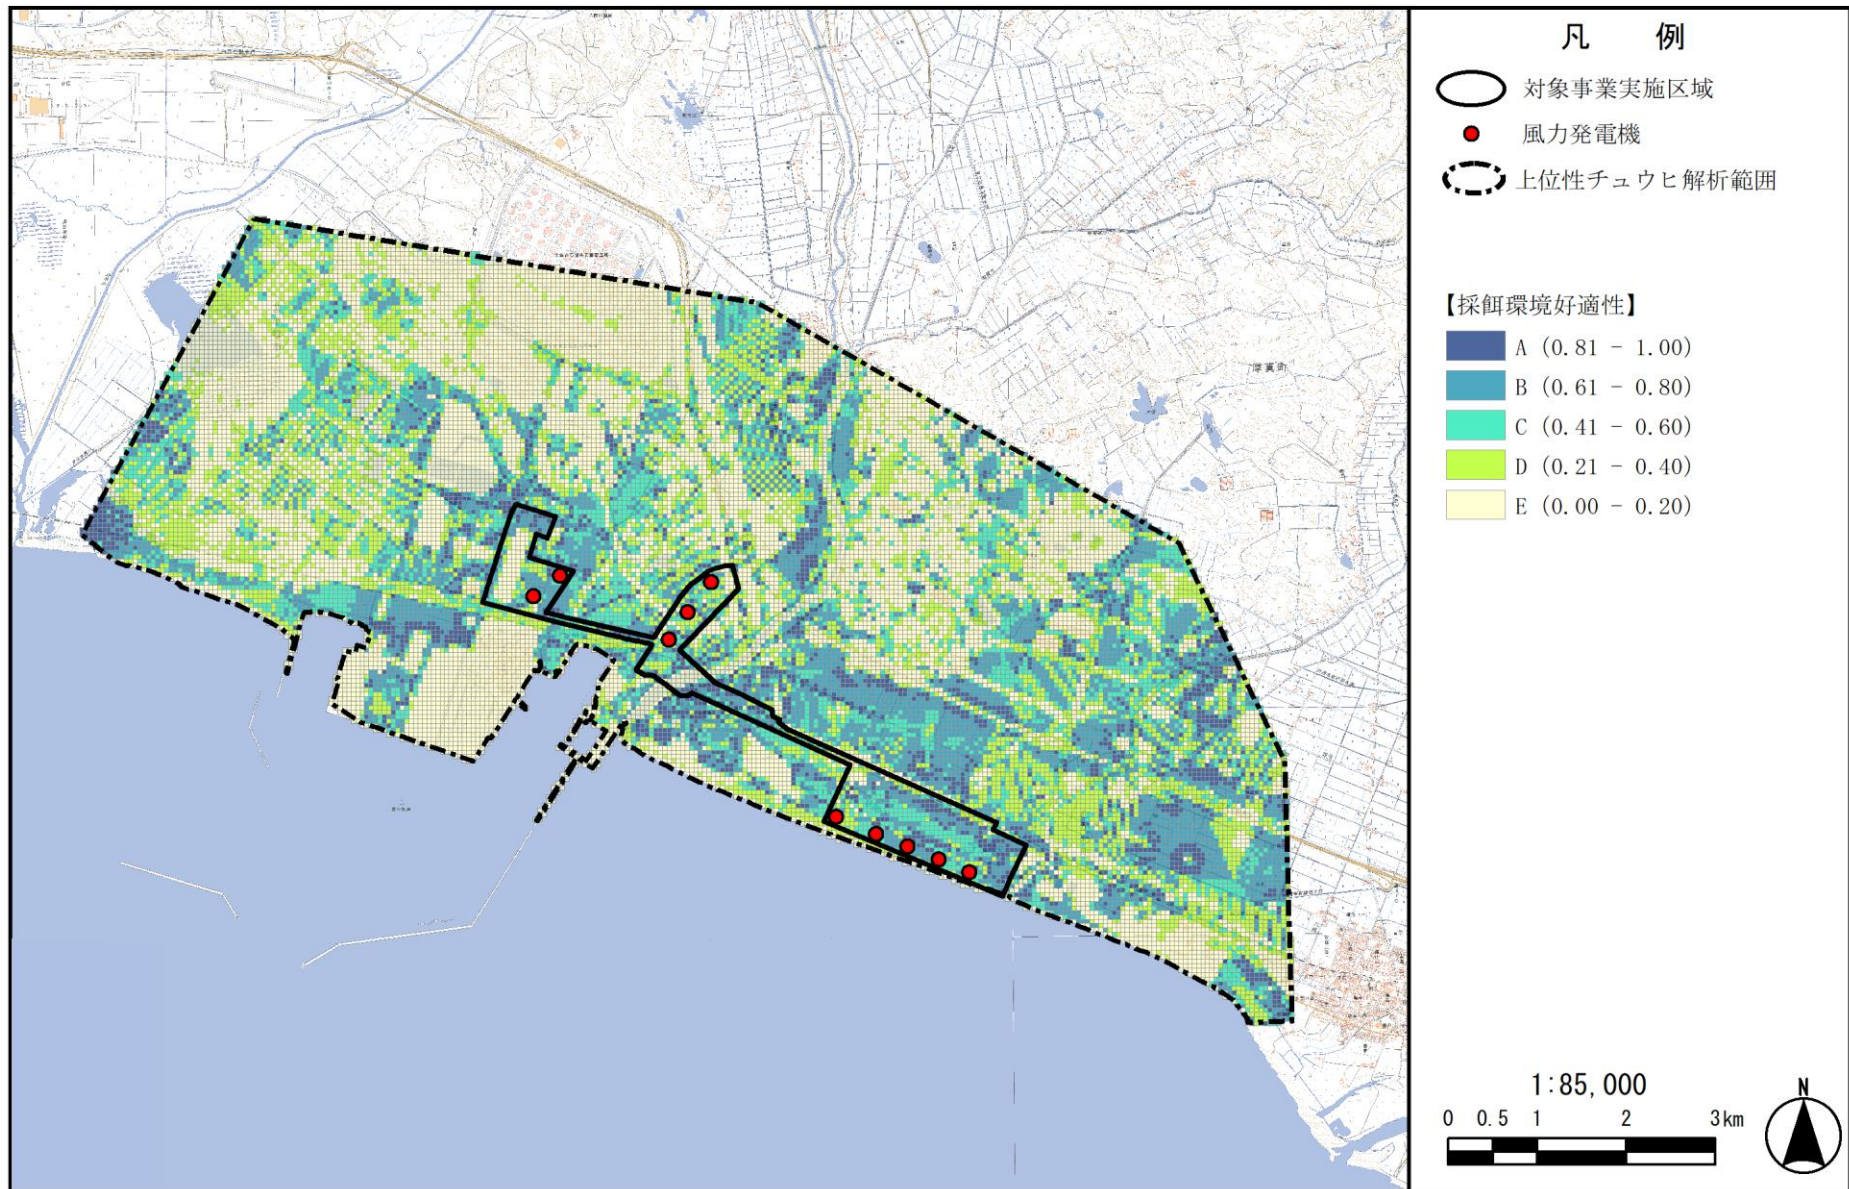 凡 例
対象事業実施区域
風力発電機
上位性チュウヒ解析範囲
【採餌環境好適性】
A (0.81 - 1.00)
B (0.61 - 0.80)
C (0.41 - 0.60)
D (0.21 - 0.40)
E (0.00 - 0.20)
厚真町
1:85,000
0 0.5 1 2 3km
N